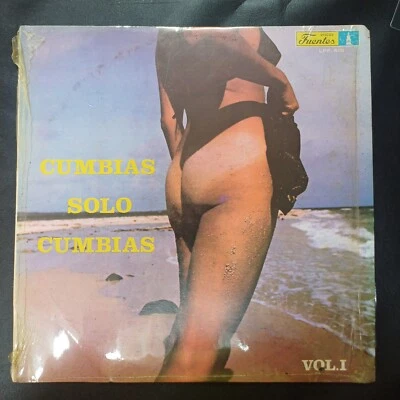 Fuentes
CUMBIAS
SOLO
CUMBIAS
VOL.I